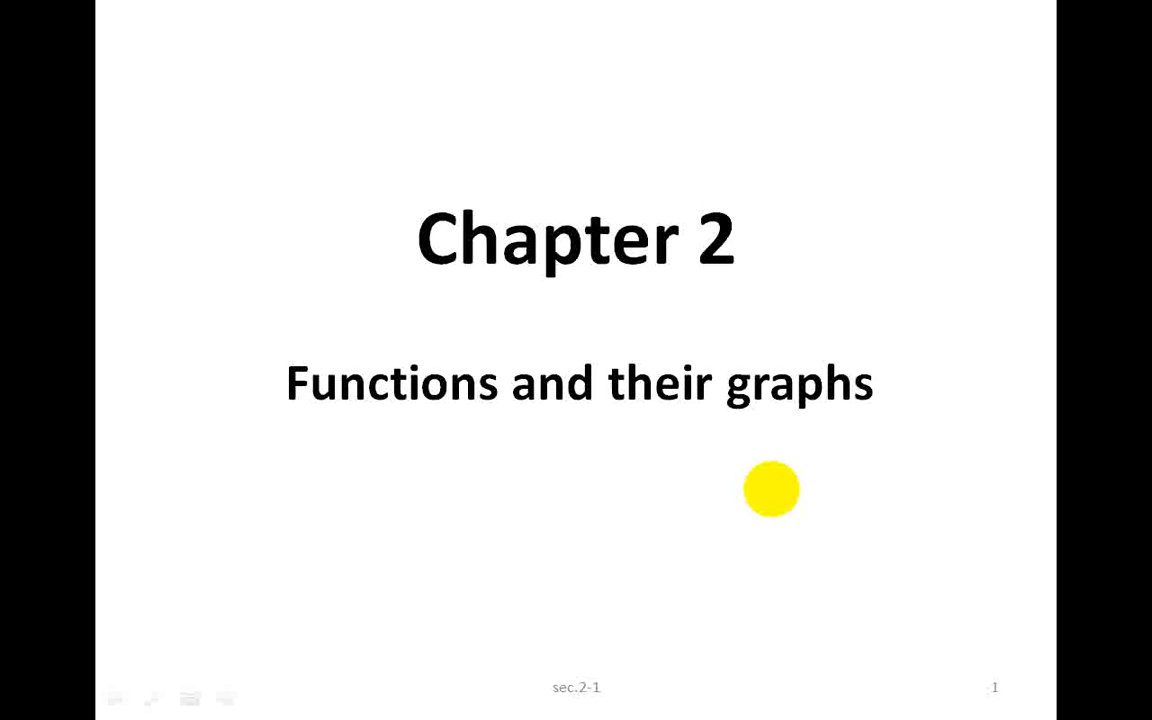 Chapter 2
Functions and their graphs
sec.2-1
1